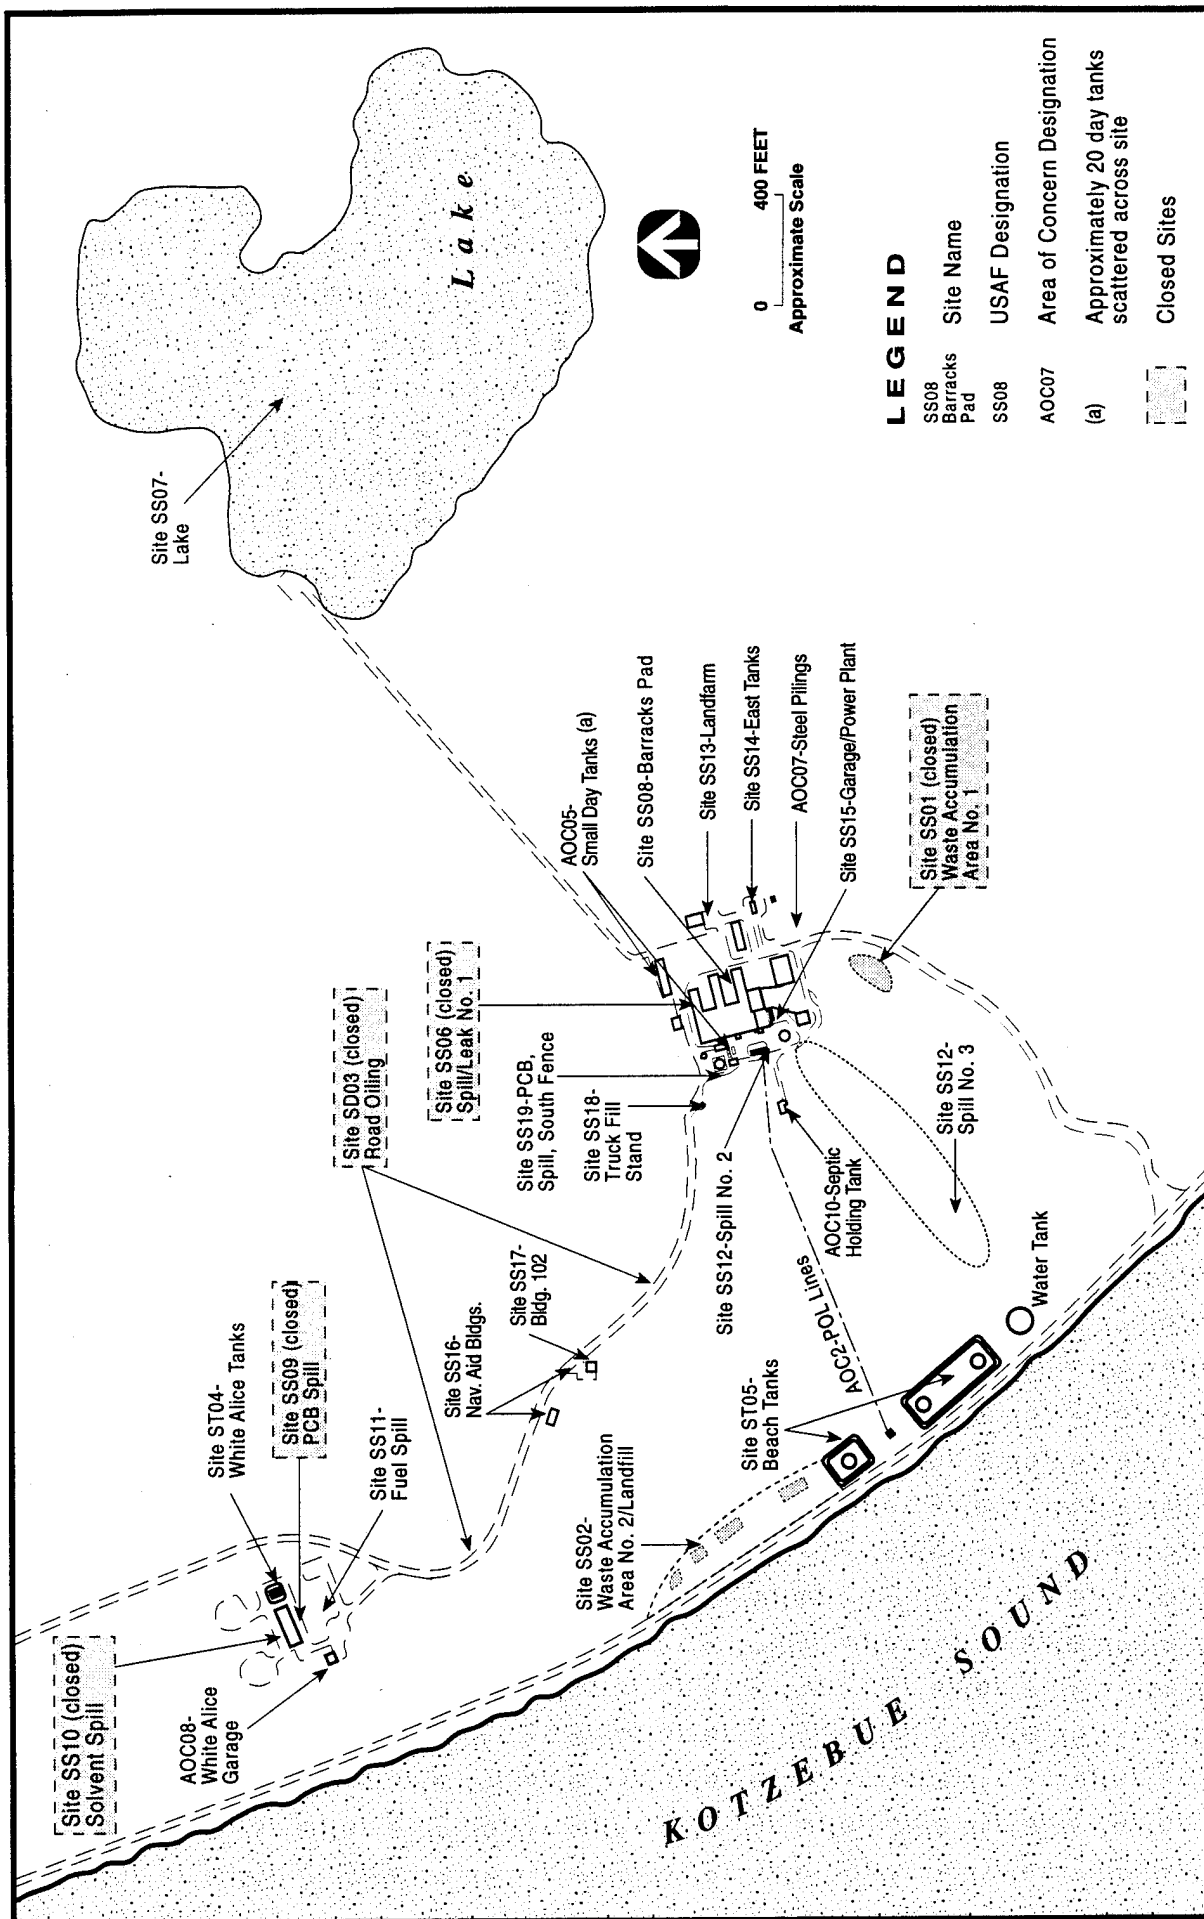 Site SS10 (closed)
Solvent Spill
AOC08-
White Alice
Garage
Site ST04-
White Alice Tanks
Site SS09 (closed)
PCB Spill
Site SS11-
Fuel Spill
Site SD03 (closed)
Road Oiling
Site SS06 (closed)
Spill/Leak No. 1
Site SS07-
Lake
Lake
Site SS16-
Nav. Aid Bldgs.
Site SS17-
Bldg. 102
Site SS19-PCB,
Spill, South Fence
Site SS18-
Truck Fill
Stand
AOC05-
Small Day Tanks (a)
Site SS08-Barracks Pad
Site SS13-Landfarm
Site SS14-East Tanks
AOC07-Steel Pilings
Site SS15-Garage/Power Plant
Site SS01 (closed)
Waste Accumulation
Area No. 1
Site SS02-
Waste Accumulation
Area No. 2/Landfill
Site ST05-
Beach Tanks
Site SS12-Spill No. 2
AOC2-POL Lines
AOC10-Septic
Holding Tank
Site SS12-
Spill No. 3
Water Tank
KOTZEBUE SOUND
0 400 FEET
Approximate Scale
LEGEND
SS08
Barracks
Pad
Site Name
SS08 USAF Designation
AOC07 Area of Concern Designation
(a) Approximately 20 day tanks
scattered across site
Closed Sites